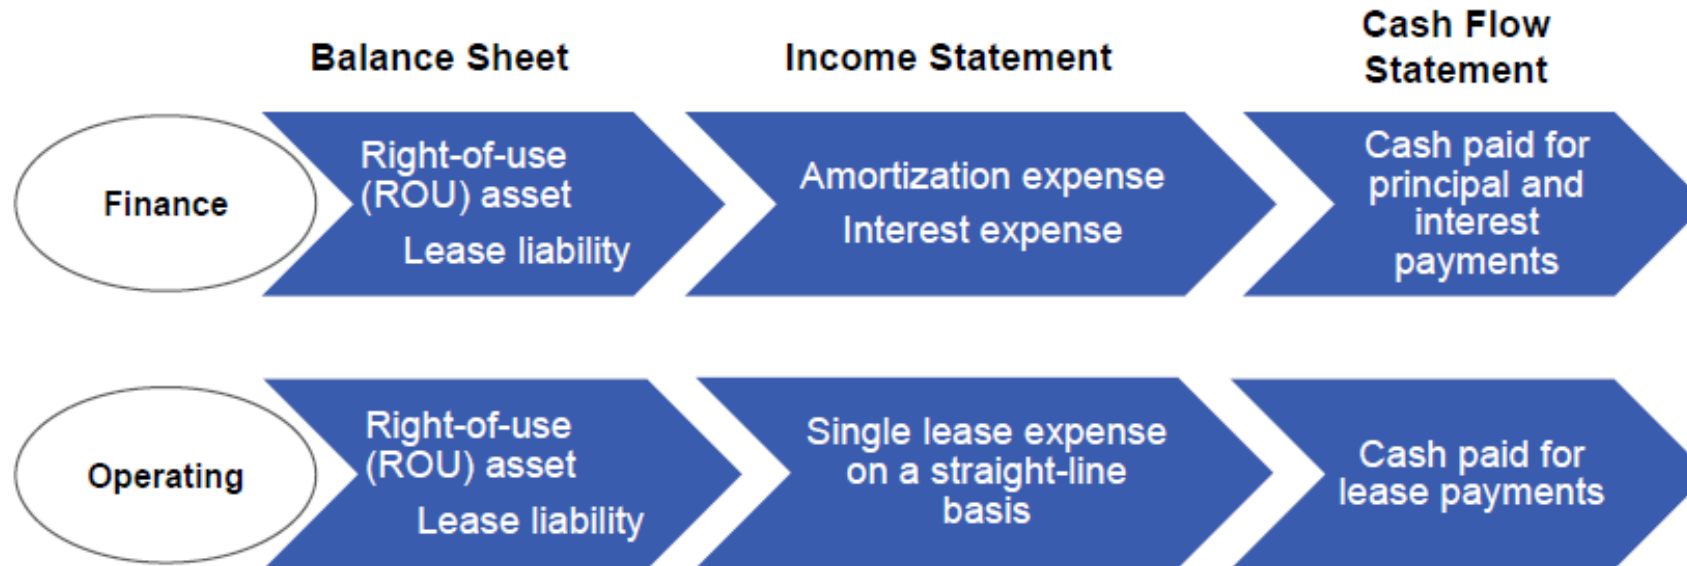 Balance Sheet
Income Statement
Cash Flow
Statement
Finance
Right-of-use
(ROU) asset
Lease liability
Amortization expense
Interest expense
Cash paid for
principal and
interest
payments
Operating
Right-of-use
(ROU) asset
Lease liability
Single lease expense
on a straight-line
basis
Cash paid for
lease payments